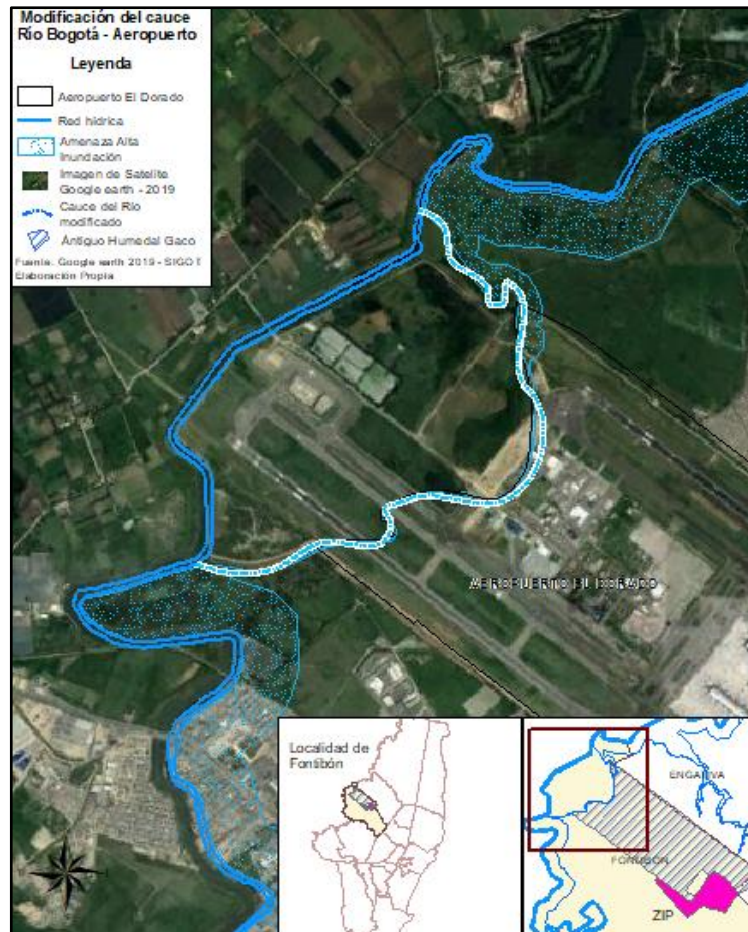 Modificación del cauce
Río Bogotá - Aeropuerto
Leyenda
Aeropuerto El Dorado
Red hídrica
Amenaza Alta
Inundación
Imagen de Satelite
Google earth - 2019
Cauce del Río
modificado
Antiguo Humedal Gaco
Fuente: Google earth 2019 - SIGOT
Elaboración Propia
AEROPUERTO EL DORADO
Localidad de
Fontibón
ENGATIVA
FONTIBÓN
ZIP